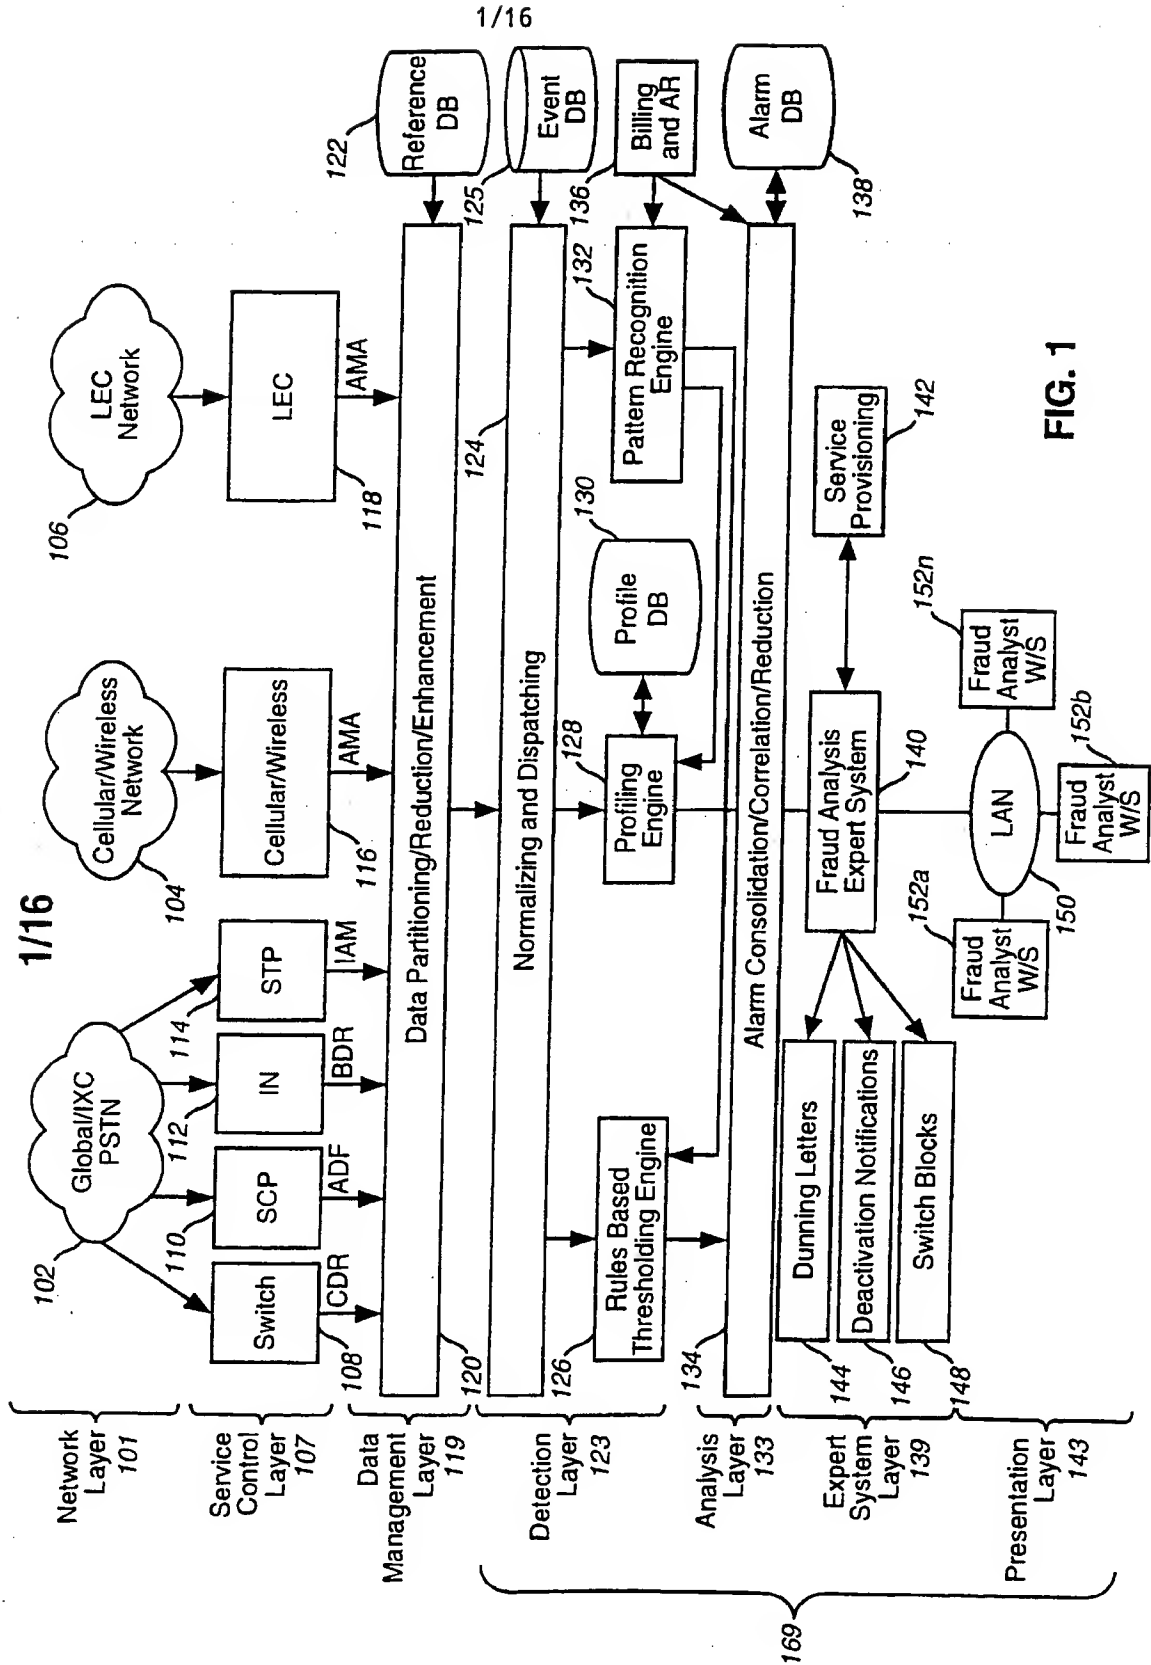 1/16
1/16
Network
Layer
101
Service
Control
Layer
107
Data
Management
Layer 119
Detection
Layer 123
Analysis
Layer 133
Expert
System
Layer
139
Presentation
Layer
143
169
Global/IXC
PSTN
102
Cellular/Wireless
Network
104
LEC
Network
106
Switch
108
CDR
SCP
110
ADF
IN
112
BDR
STP
114
IAM
Cellular/Wireless
116
AMA
LEC
118
AMA
Data Partitioning/Reduction/Enhancement
120
Reference
DB
122
Normalizing and Dispatching
124
Event
DB
125
Rules Based
Thresholding Engine
126
Profiling
Engine
128
Profile
DB
130
Pattern Recognition
Engine
132
Billing
and AR
136
Alarm Consolidation/Correlation/Reduction
134
Alarm
DB
138
Dunning Letters
144
Deactivation Notifications
146
Switch Blocks
148
Fraud Analysis
Expert System
140
Service
Provisioning
142
LAN
150
Fraud
Analyst
W/S
152a
Fraud
Analyst
W/S
152b
Fraud
Analyst
W/S
152n
FIG. 1